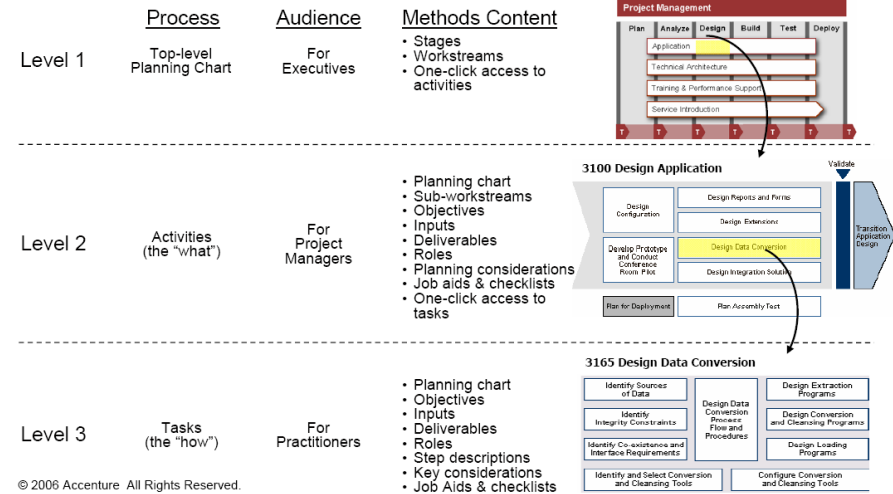 Process
Audience
Methods Content
Level 1
Top-level
Planning Chart
For
Executives
• Stages
• Workstreams
• One-click access to
activities
Project Management
Plan
Analyze
Design
Build
Test
Deploy
Application
Technical Architecture
Training & Performance Support
Service Introduction
T
T
T
T
T
T
T
Level 2
Activities
(the “what”)
For
Project
Managers
• Planning chart
• Sub-workstreams
• Objectives
• Inputs
• Deliverables
• Roles
• Planning considerations
• Job aids & checklists
• One-click access to
tasks
3100 Design Application
Validate
Design
Configuration
Design Reports and Forms
Design Extensions
Develop Prototype
and Conduct
Conference
Room Pilot
Design Data Conversion
Design Integration Solution
Transition
Application
Design
Plan for Deployment
Plan Assembly Test
Level 3
Tasks
(the “how”)
For
Practitioners
• Planning chart
• Objectives
• Inputs
• Deliverables
• Roles
• Step descriptions
• Key considerations
• Job Aids & checklists
3165 Design Data Conversion
Identify Sources
of Data
Identify
Integrity Constraints
Identify Co-existence and
Interface Requirements
Design Data
Conversion
Process
Flow and
Procedures
Design Extraction
Programs
Design Conversion
and Cleansing Programs
Design Loading
Programs
Identify and Select Conversion
and Cleansing Tools
Configure Conversion
and Cleansing Tools
© 2006 Accenture All Rights Reserved.